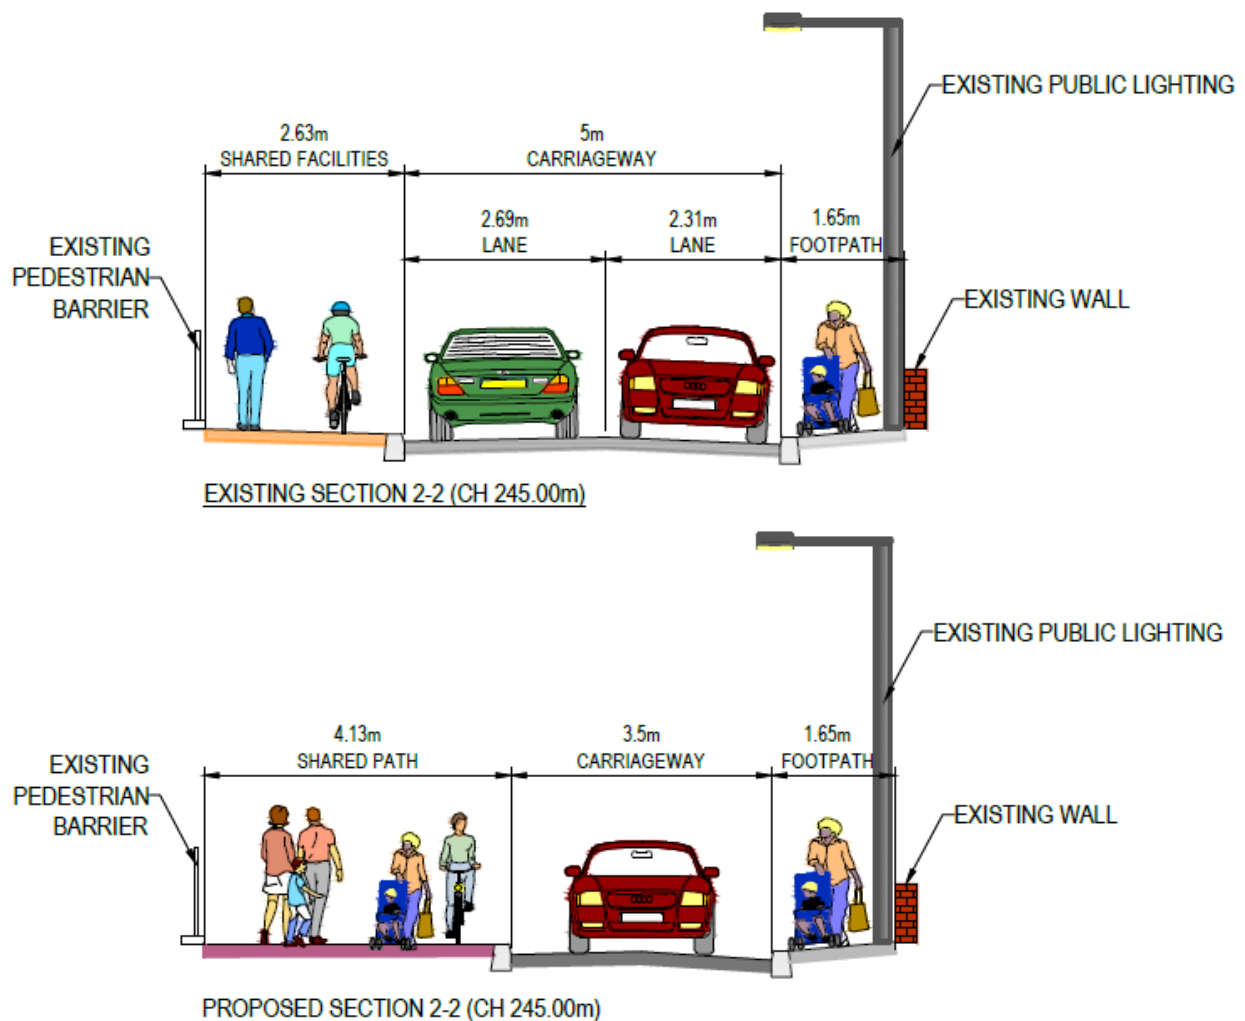 EXISTING PUBLIC LIGHTING
2.63m
SHARED FACILITIES
5m
CARRIAGEWAY
2.69m
LANE
2.31m
LANE
1.65m
FOOTPATH
EXISTING
PEDESTRIAN
BARRIER
EXISTING WALL
EXISTING SECTION 2-2 (CH 245.00m)
EXISTING PUBLIC LIGHTING
4.13m
SHARED PATH
3.5m
CARRIAGEWAY
1.65m
FOOTPATH
EXISTING
PEDESTRIAN
BARRIER
EXISTING WALL
PROPOSED SECTION 2-2 (CH 245.00m)